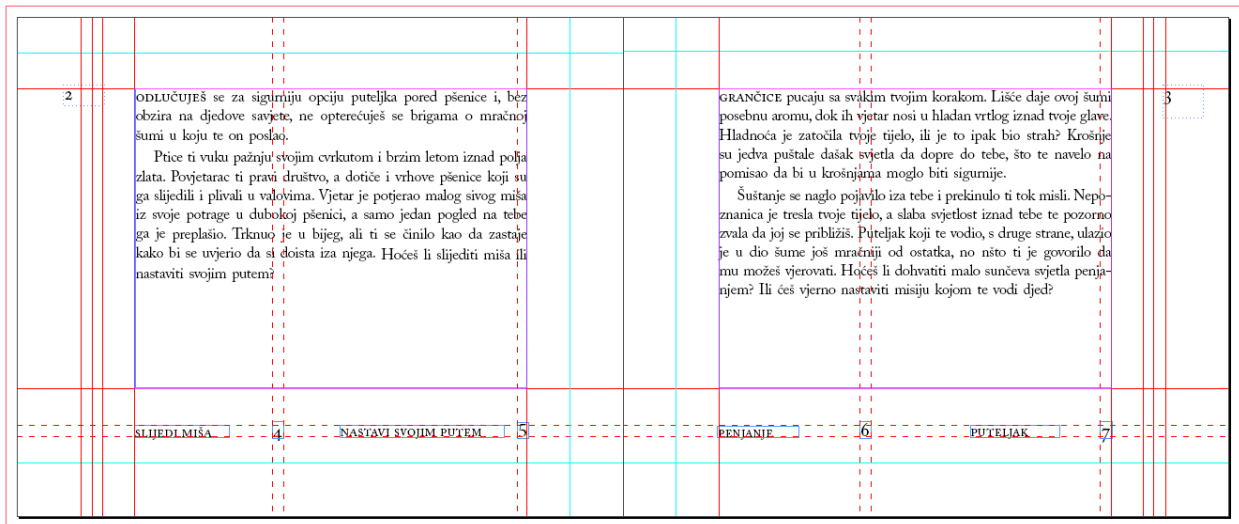 2
ODLUČUJEŠ se za sigurniju opciju puteljka pored pšenice i, bez
obzira na djedove savjete, ne opterećuješ se brigama o mračnoj
šumi u koju te on poslao.
Ptice ti vuku pažnju svojim cvrkutom i brzim letom iznad polja
zlata. Povjetarac ti pravi društvo, a dotiče i vrhove pšenice koji su
ga slijedili i plivali u valovima. Vjetar je potjerao malog sivog miša
iz svoje potrage u dubokoj pšenici, a samo jedan pogled na tebe
ga je preplašio. Trknuo je u bijeg, ali ti se činilo kao da zastaje
kako bi se uvjerio da si doista iza njega. Hoćeš li slijediti miša ili
nastaviti svojim putem?
SLIJEDI MIŠA 4 NASTAVI SVOJIM PUTEM 5
3
GRANČICE pucaju sa svakim tvojim korakom. Lišće daje ovoj šumi
posebnu aromu, dok ih vjetar nosi u hladan vrtlog iznad tvoje glave.
Hladnoća je zatočila tvoje tijelo, ili je to ipak bio strah? Krošnje
su jedva puštale dašak svjetla da dopre do tebe, što te navelo na
pomisao da bi u krošnjama moglo biti sigurnije.
Šuštanje se naglo pojavilo iza tebe i prekinulo ti tok misli. Nepo-
znanica je tresla tvoje tijelo, a slaba svjetlost iznad tebe te pozorno
zvala da joj se približiš. Puteljak koji te vodio, s druge strane, ulazio
je u dio šume još mračniji od ostatka, no nšto ti je govorilo da
mu možeš vjerovati. Hoćeš li dohvatiti malo sunčeva svjetla penja-
njem? Ili ćeš vjerno nastaviti misiju kojom te vodi djed?
PENJANJE 6 PUTELJAK 7